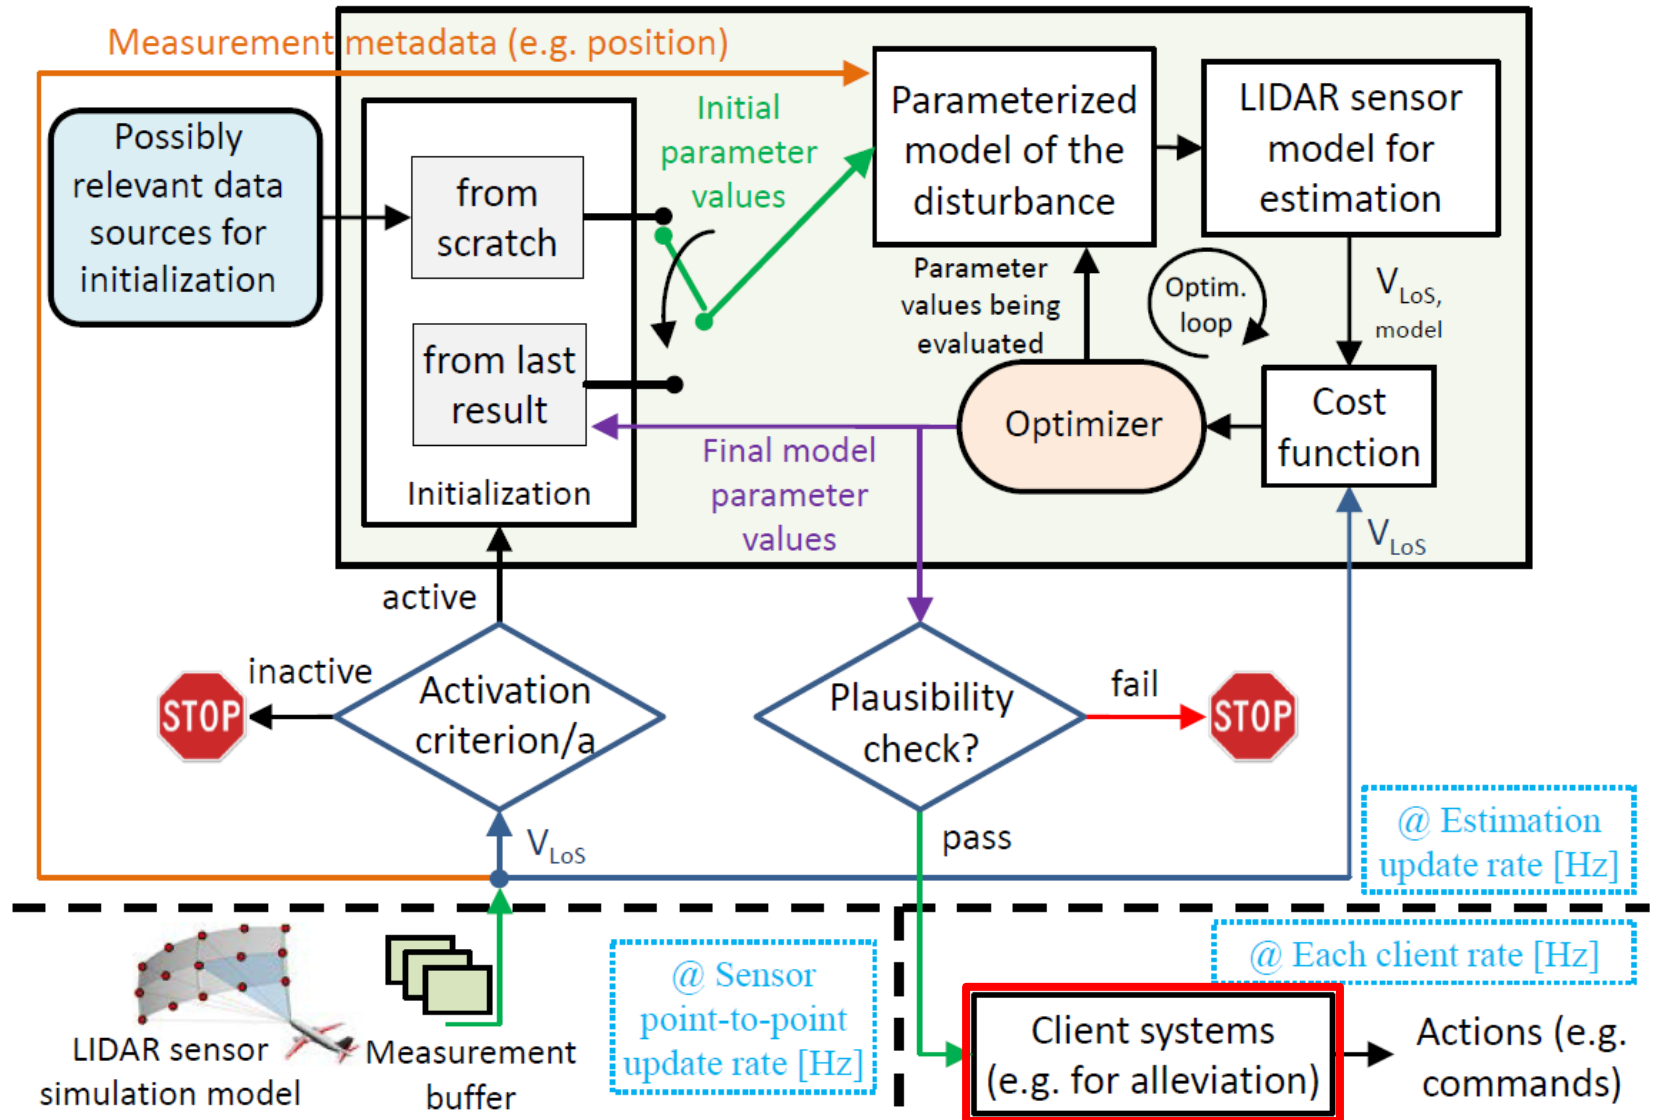 Measurement metadata (e.g. position)
Possibly
relevant data
sources for
initialization
from
scratch
from last
result
Initialization
Initial
parameter
values
Parameterized
model of the
disturbance
LIDAR sensor
model for
estimation
Parameter
values being
evaluated
Optim.
loop
VLoS,
model
Optimizer
Cost
function
Final model
parameter
values
VLoS
active
inactive
STOP
Activation
criterion/a
Plausibility
check?
fail
STOP
pass
VLoS
@ Estimation
update rate [Hz]
LIDAR sensor
simulation model
Measurement
buffer
@ Sensor
point-to-point
update rate [Hz]
@ Each client rate [Hz]
Client systems
(e.g. for alleviation)
Actions (e.g.
commands)